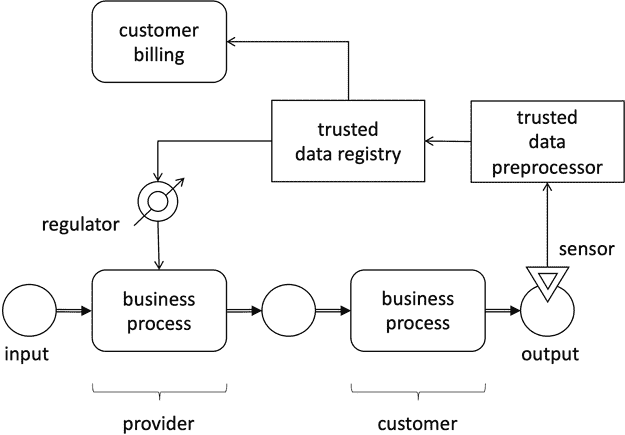 customer
billing
trusted
data registry
trusted
data
preprocessor
regulator
sensor
business
process
business
process
input
output
provider
customer